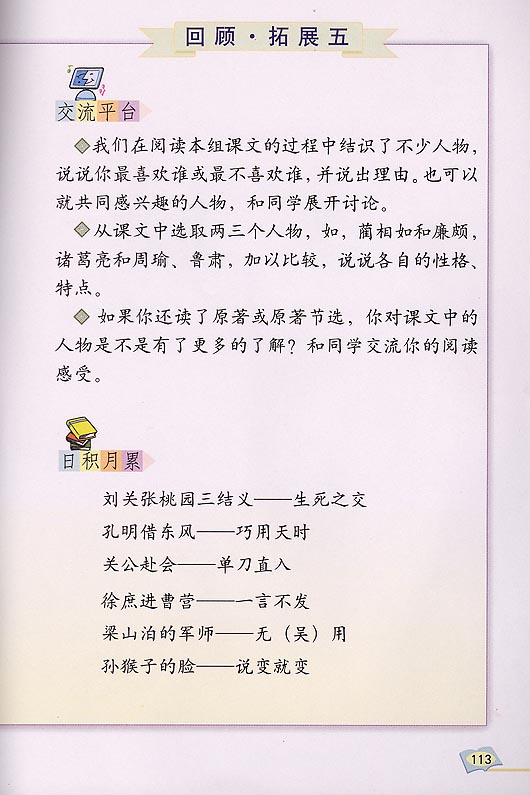 回顾·拓展五
交流平台
◈我们在阅读本组课文的过程中结识了不少人物,
说说你最喜欢谁或最不喜欢谁,并说出理由。也可以
就共同感兴趣的人物,和同学展开讨论。
◈从课文中选取两三个人物,如,蔺相如和廉颇,
诸葛亮和周瑜、鲁肃,加以比较,说说各自的性格、
特点。
◈如果你还读了原著或原著节选,你对课文中的
人物是不是有了更多的了解?和同学交流你的阅读
感受。
日积月累
刘关张桃园三结义——生死之交
孔明借东风——巧用天时
关公赴会——单刀直入
徐庶进曹营——一言不发
梁山泊的军师——无(吴)用
孙猴子的脸——说变就变
113